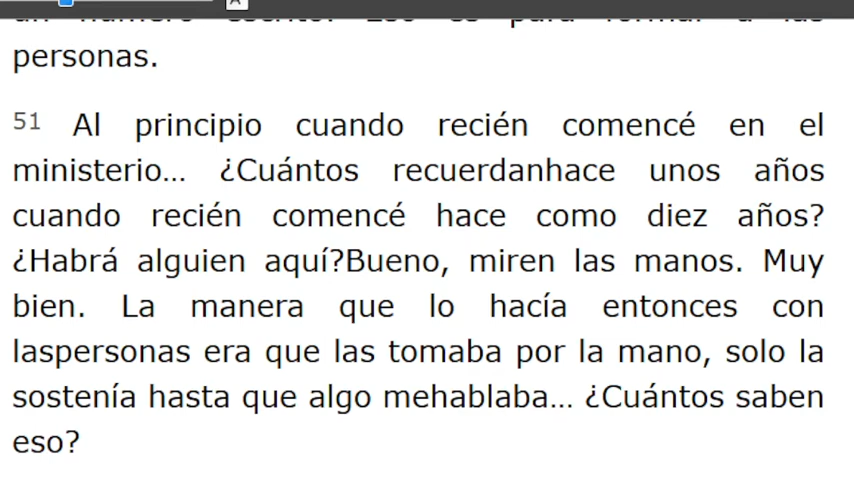 personas.
51 Al principio cuando recién comencé en el
ministerio... ¿Cuántos recuerdanhace unos años
cuando recién comencé hace como diez años?
¿Habrá alguien aquí?Bueno, miren las manos. Muy
bien. La manera que lo hacía entonces con
laspersonas era que las tomaba por la mano, solo la
sostenía hasta que algo mehablaba... ¿Cuántos saben
eso?